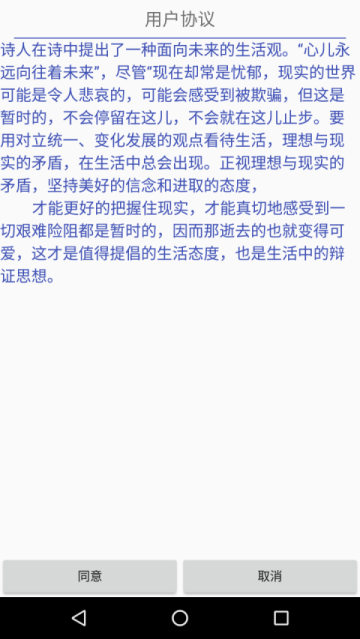 用户协议
诗人在诗中提出了一种面向未来的生活观。“心儿永
远向往着未来”，尽管“现在却常是忧郁，现实的世界
可能是令人悲哀的，可能会感受到被欺骗，但这是
暂时的，不会停留在这儿，不会就在这儿止步。要
用对立统一、变化发展的观点看待生活，理想与现
实的矛盾，在生活中总会出现。正视理想与现实的
矛盾，坚持美好的信念和进取的态度，
才能更好的把握住现实，才能真切地感受到一
切艰难险阻都是暂时的，因而那逝去的也就变得可
爱，这才是值得提倡的生活态度，也是生活中的辩
证思想。
同意
取消